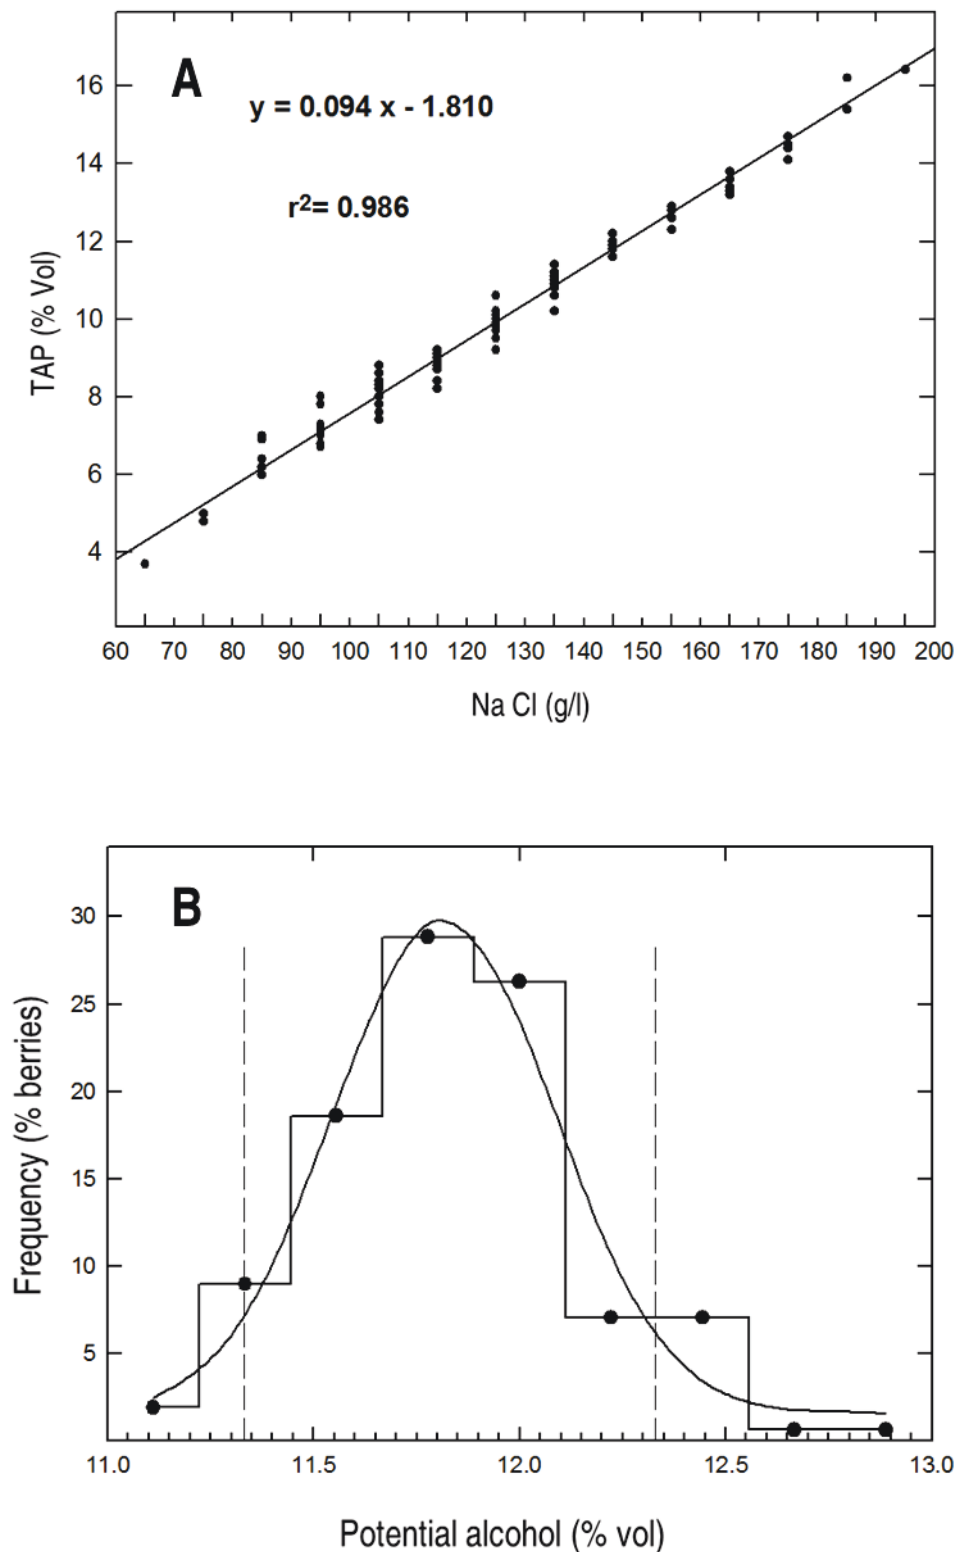 A
y = 0.094 x - 1.810
r²= 0.986
TAP (% Vol)
16
14
12
10
8
6
4
60 70 80 90 100 110 120 130 140 150 160 170 180 190 200
Na Cl (g/l)
B
Frequency (% berries)
30
25
20
15
10
5
11.0 11.5 12.0 12.5 13.0
Potential alcohol (% vol)